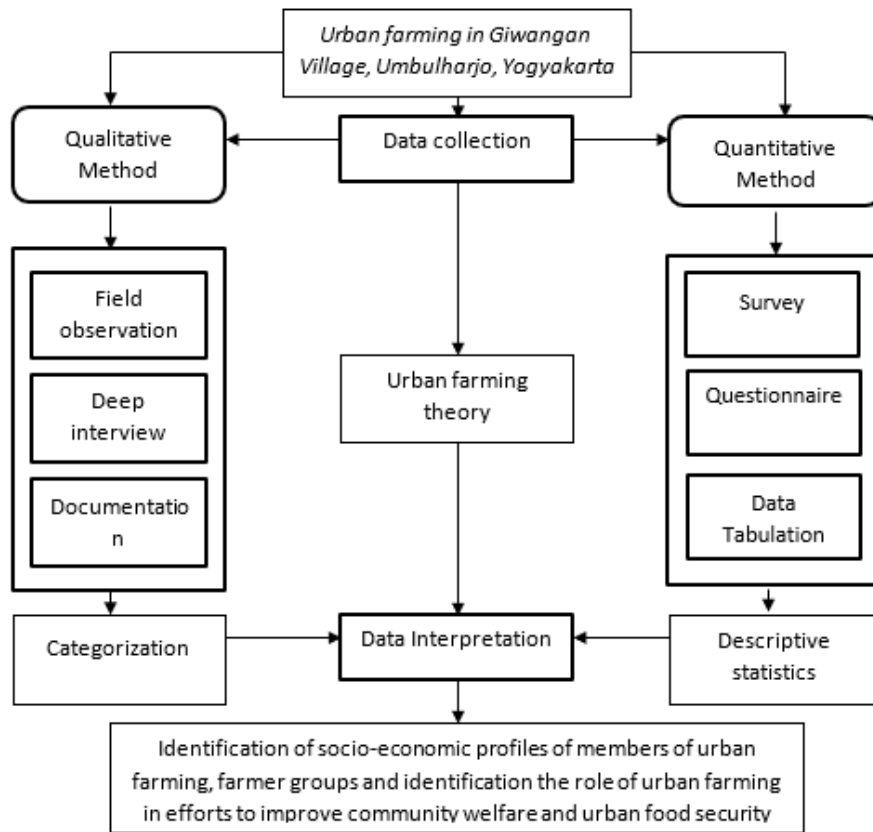 Urban farming in Giwangan
Village, Umbulharjo, Yogyakarta
Qualitative
Method
Data collection
Quantitative
Method
Field
observation
Deep
interview
Documentatio
n
Urban farming
theory
Survey
Questionnaire
Data
Tabulation
Categorization
Data Interpretation
Descriptive
statistics
Identification of socio-economic profiles of members of urban
farming, farmer groups and identification the role of urban farming
in efforts to improve community welfare and urban food security